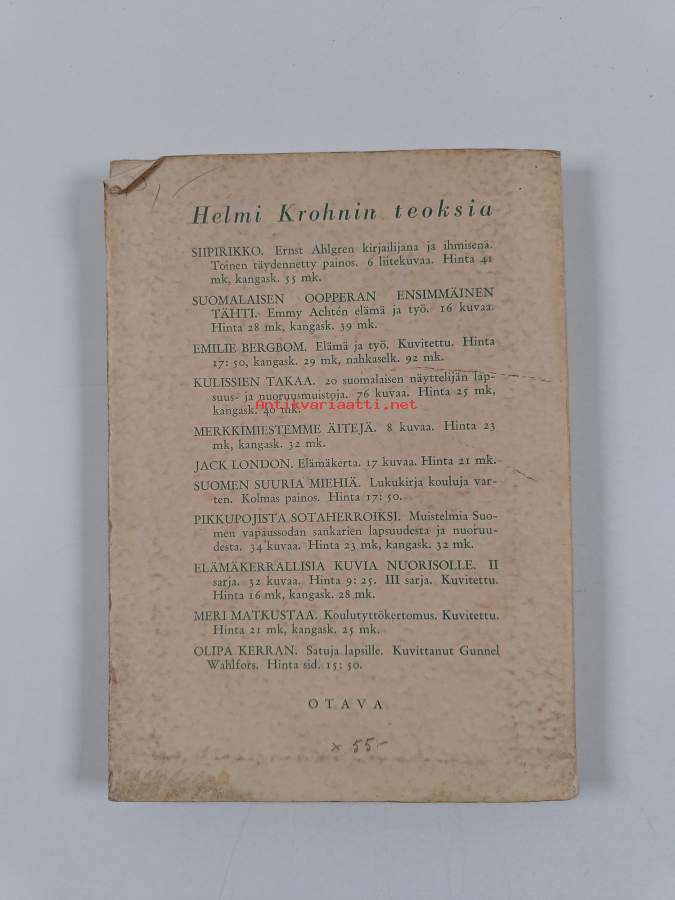 Helmi Krohnin teoksia
SIIPIRIKKO. Ernst Ahlgren kirjailijana ja ihmisenä.
Toinen täydennetty painos. 6 liitekuvaa. Hinta 41
mk, kangask. 55 mk.
SUOMALAISEN OOPPERAN ENSIMMÄINEN
TÄHTI. Emmy Achtén elämä ja työ. 16 kuvaa.
Hinta 28 mk, kangask. 39 mk.
EMILIE BERGBOM. Elämä ja työ. Kuvitettu. Hinta
17:50, kangask. 29 mk, nahkaselk. 92 mk.
KULISSIEN TAKAA. 20 suomalaisen näyttelijän lap-
suus- ja nuoruusmuistoja. 76 kuvaa. Hinta 25 mk,
Antikvariaatti.net
kangask. 40 mk.
MERKKIMIESTEMME ÄITEJÄ. 8 kuvaa. Hinta 23
mk, kangask. 32 mk.
JACK LONDON. Elämäkerta. 17 kuvaa. Hinta 21 mk.
SUOMEN SUURIA MIEHIÄ. Lukukirja kouluja var-
ten. Kolmas painos. Hinta 17:50.
PIKKUPOJISTA SOTAHERROIKSI. Muistelmia Suo-
men vapaussodan sankarien lapsuudesta ja nuoruu-
desta. 34 kuvaa. Hinta 23 mk, kangask. 32 mk.
ELÄMÄKERRALLISIA KUVIA NUORISOLLE. II
sarja. 32 kuvaa. Hinta 9:25. III sarja. Kuvitettu.
Hinta 16 mk, kangask. 28 mk.
MERI MATKUSTAA. Koulutyttökertomus. Kuvitettu.
Hinta 21 mk, kangask. 25 mk.
OLIPA KERRAN. Satuja lapsille. Kuvittanut Gunnel
Wahlfors. Hinta sid. 15:50.
OTAVA
x 55:-